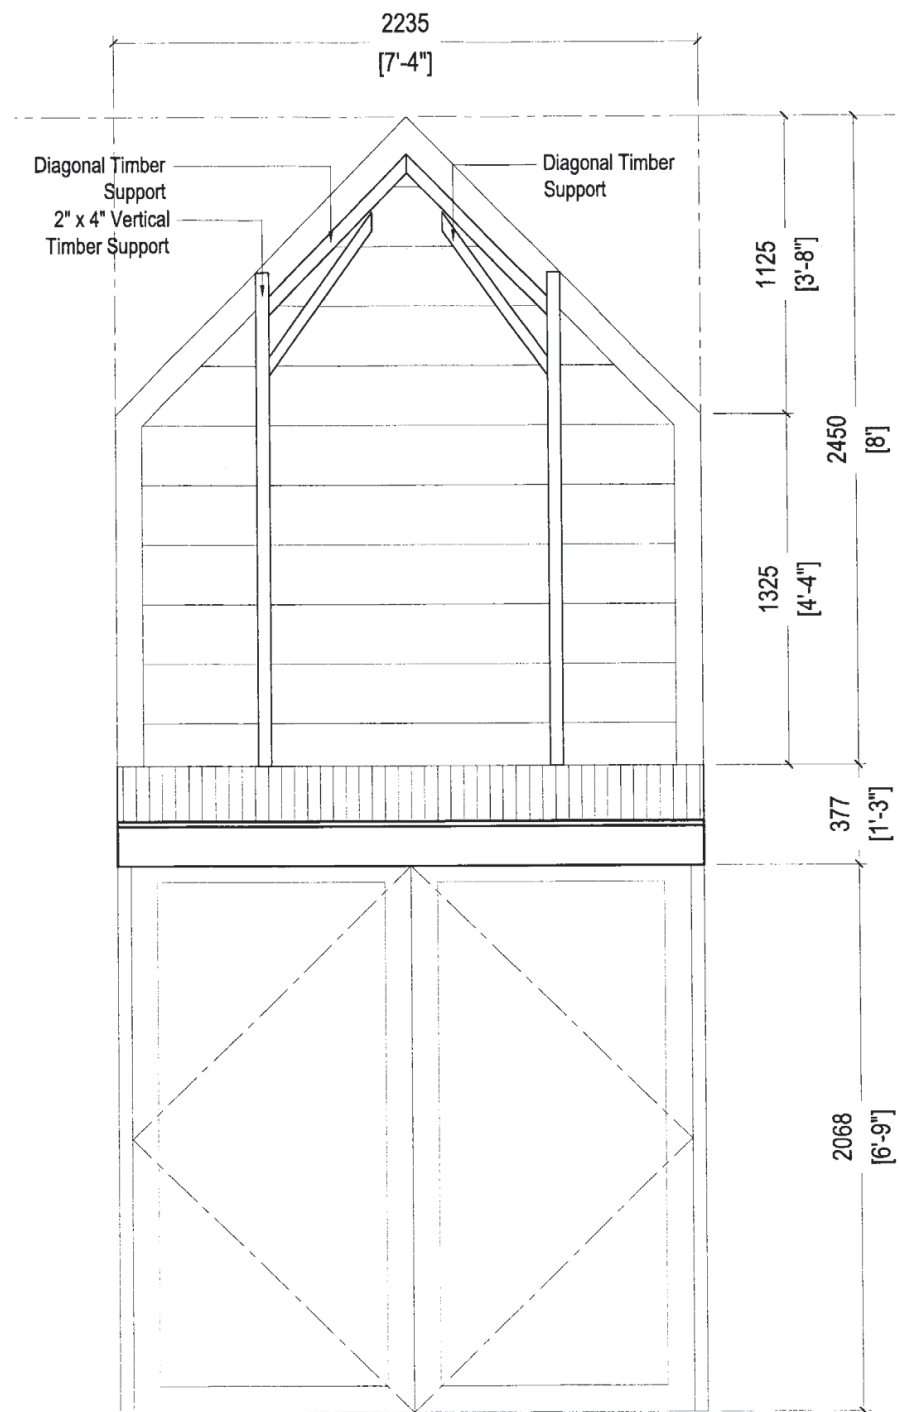 2235
[7'-4"]
Diagonal Timber
Support
2" x 4" Vertical
Timber Support
Diagonal Timber
Support
1125
[3'-8"]
2450
[8']
1325
[4'-4"]
377
[1'-3"]
2068
[6'-9"]